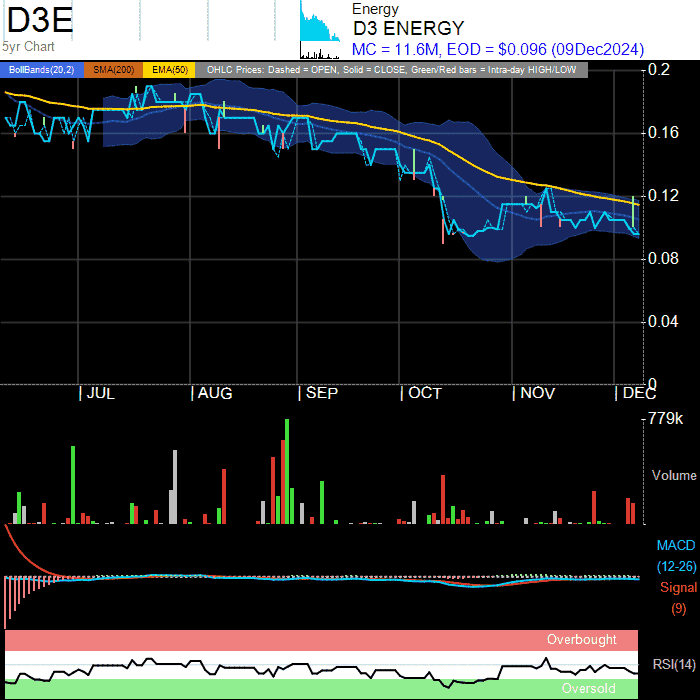 D3E
5yr Chart
Energy
D3 ENERGY
MC = 11.6M, EOD = $0.096 (09Dec2024)
BollBands(20,2) SMA(200) EMA(50) OHLC Prices: Dashed = OPEN, Solid = CLOSE, Green/Red bars = Intra-day HIGH/LOW
0.2
0.16
0.12
0.08
0.04
0
| JUL | AUG | SEP | OCT | NOV | DEC
779k
Volume
MACD
(12-26)
Signal
(9)
Overbought
RSI(14)
Oversold